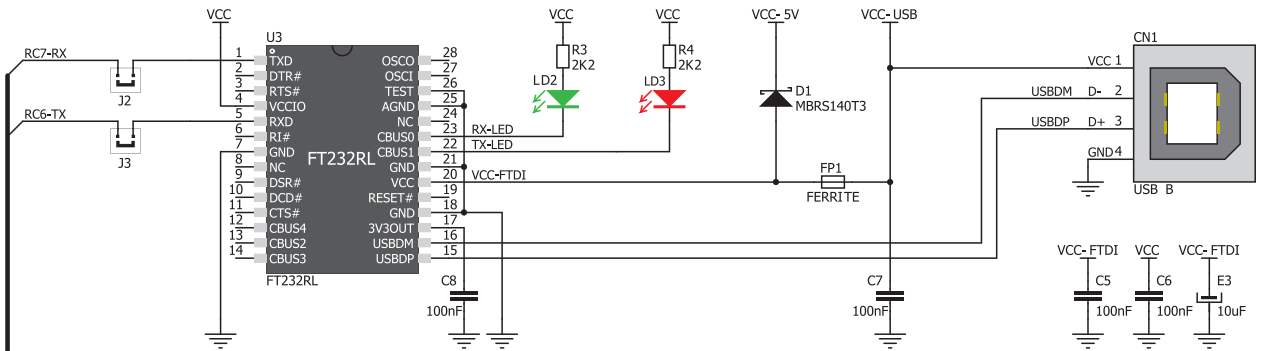 VCC VCC VCC VCC-5V VCC-USB
RC7-RX U3 CN1
1 TXD OSCO 28 R3 2K2 R4 2K2 VCC 1
2 DTR# OSCI 27
3 RTS# TEST 26 LD2 LD3 D1 USBDM D- 2
4 VCCIO AGND 25 MBRS140T3
J2
RC6-TX 5 RXD NC 24 USBDP D+ 3
6 RI# CBUS0 23 RX-LED
J3 7 GND CBUS1 22 TX-LED GND 4
FT232RL
8 NC GND 21
9 DSR# VCC 20 VCC-FTDI FP1
10 DCD# RESET# 19 FERRITE USB B
11 CTS# GND 18
12 CBUS4 3V3OUT 17
13 CBUS2 USBDM 16
14 CBUS3 USBDP 15 VCC-FTDI VCC VCC-FTDI
FT232RL C8 C7 C5 C6 E3
100nF 100nF 100nF 100nF 10uF